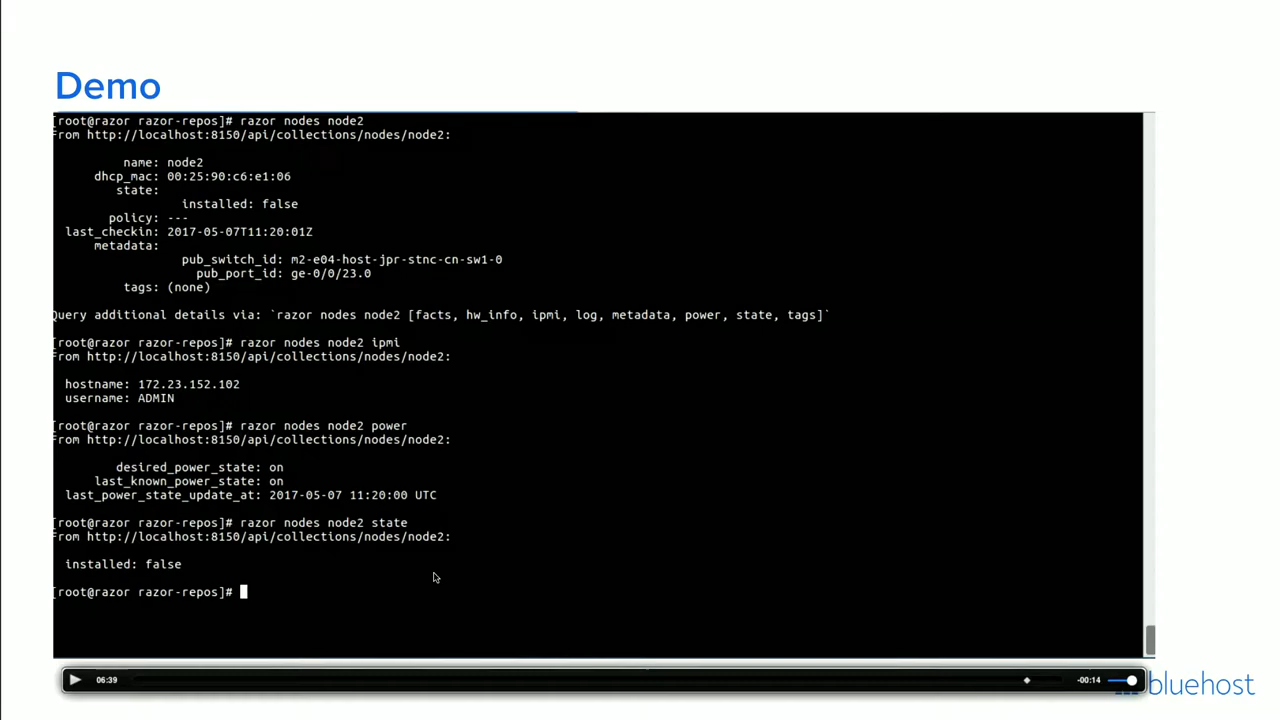 Demo
[root@razor razor-repos]# razor nodes node2
From http://localhost:8150/api/collections/nodes/node2:
name: node2
dhcp_mac: 00:25:90:c6:e1:06
state:
installed: false
policy: ---
last_checkin: 2017-05-07T11:20:01Z
metadata:
pub_switch_id: m2-e04-host-jpr-stnc-cn-sw1-0
pub_port_id: ge-0/0/23.0
tags: (none)
Query additional details via: `razor nodes node2 [facts, hw_info, ipmi, log, metadata, power, state, tags]`
[root@razor razor-repos]# razor nodes node2 ipmi
From http://localhost:8150/api/collections/nodes/node2:
hostname: 172.23.152.102
username: ADMIN
[root@razor razor-repos]# razor nodes node2 power
From http://localhost:8150/api/collections/nodes/node2:
desired_power_state: on
last_known_power_state: on
last_power_state_update_at: 2017-05-07 11:20:00 UTC
[root@razor razor-repos]# razor nodes node2 state
From http://localhost:8150/api/collections/nodes/node2:
installed: false
[root@razor razor-repos]#
06:39
-00:14
bluehost